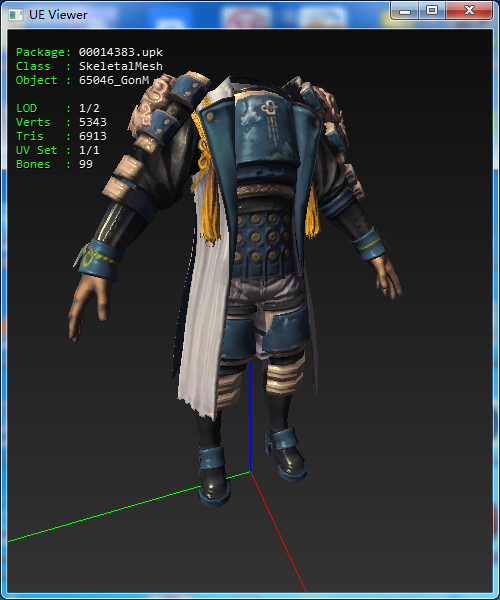 UE Viewer
Package: 00014383.upk
Class : SkeletalMesh
Object : 65046_GonM
LOD : 1/2
Verts : 5343
Tris : 6913
UV Set : 1/1
Bones : 99